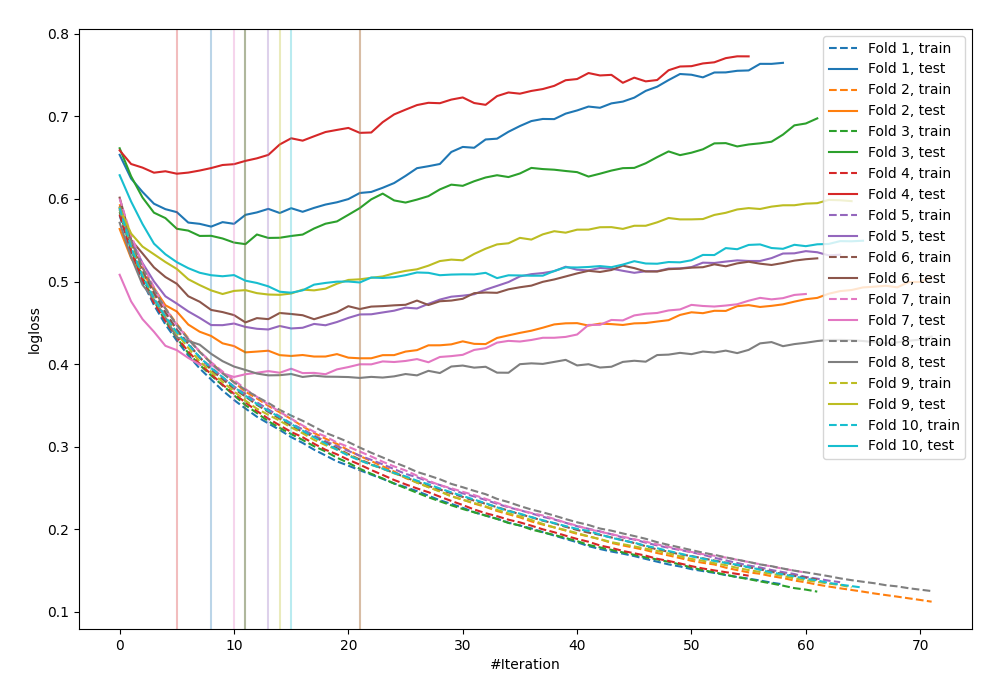 0.8
0.7
0.6
0.5
0.4
0.3
0.2
0.1
logloss
0
10
20
30
40
50
60
70
#Iteration
Fold 1, train
Fold 1, test
Fold 2, train
Fold 2, test
Fold 3, train
Fold 3, test
Fold 4, train
Fold 4, test
Fold 5, train
Fold 5, test
Fold 6, train
Fold 6, test
Fold 7, train
Fold 7, test
Fold 8, train
Fold 8, test
Fold 9, train
Fold 9, test
Fold 10, train
Fold 10, test